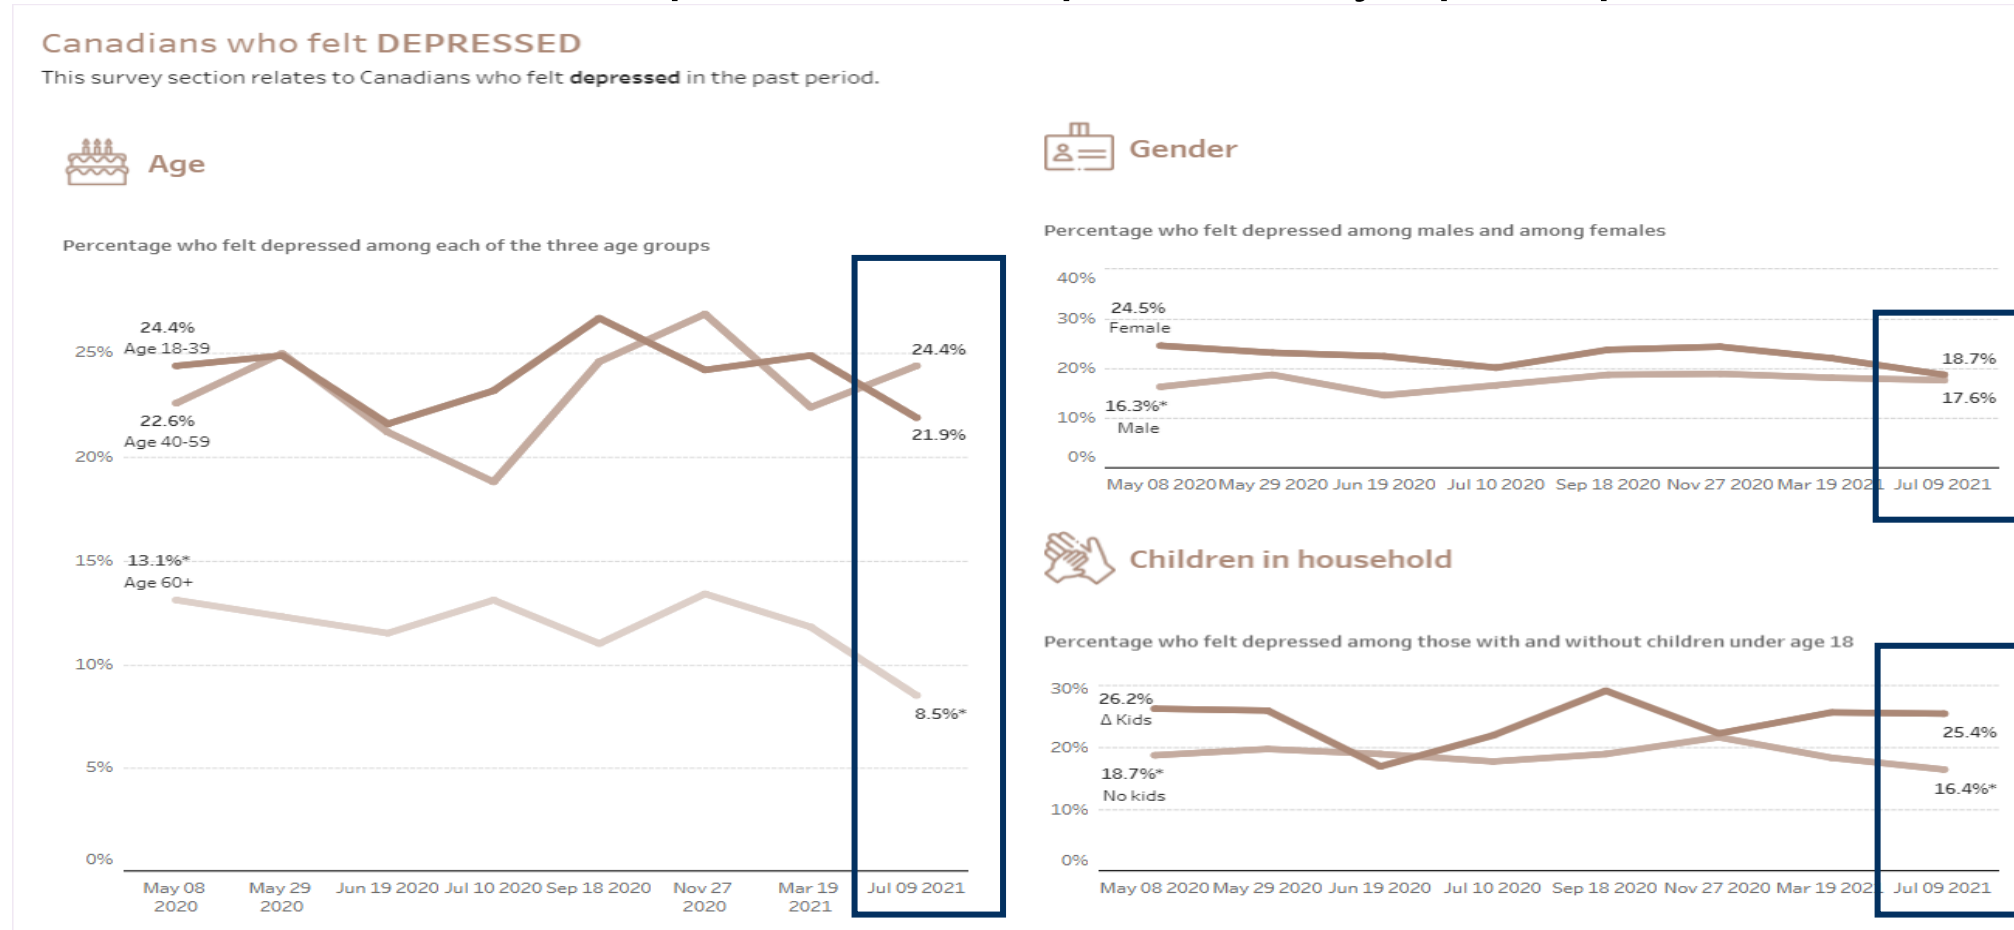 Canadians who felt DEPRESSED
This survey section relates to Canadians who felt depressed in the past period.
Age
Percentage who felt depressed among each of the three age groups
25%
20%
15%
10%
5%
0%
24.4%
Age 18-39
22.6%
Age 40-59
13.1%*
Age 60+
24.4%
21.9%
8.5%*
May 08 2020
May 29 2020
Jun 19 2020
Jul 10 2020
Sep 18 2020
Nov 27 2020
Mar 19 2021
Jul 09 2021
Gender
Percentage who felt depressed among males and among females
40%
30%
20%
10%
0%
24.5%
Female
16.3%*
Male
18.7%
17.6%
May 08 2020
May 29 2020
Jun 19 2020
Jul 10 2020
Sep 18 2020
Nov 27 2020
Mar 19 2021
Jul 09 2021
Children in household
Percentage who felt depressed among those with and without children under age 18
30%
20%
10%
0%
26.2%
Δ Kids
18.7%*
No kids
25.4%
16.4%*
May 08 2020
May 29 2020
Jun 19 2020
Jul 10 2020
Sep 18 2020
Nov 27 2020
Mar 19 202
Jul 09 2021